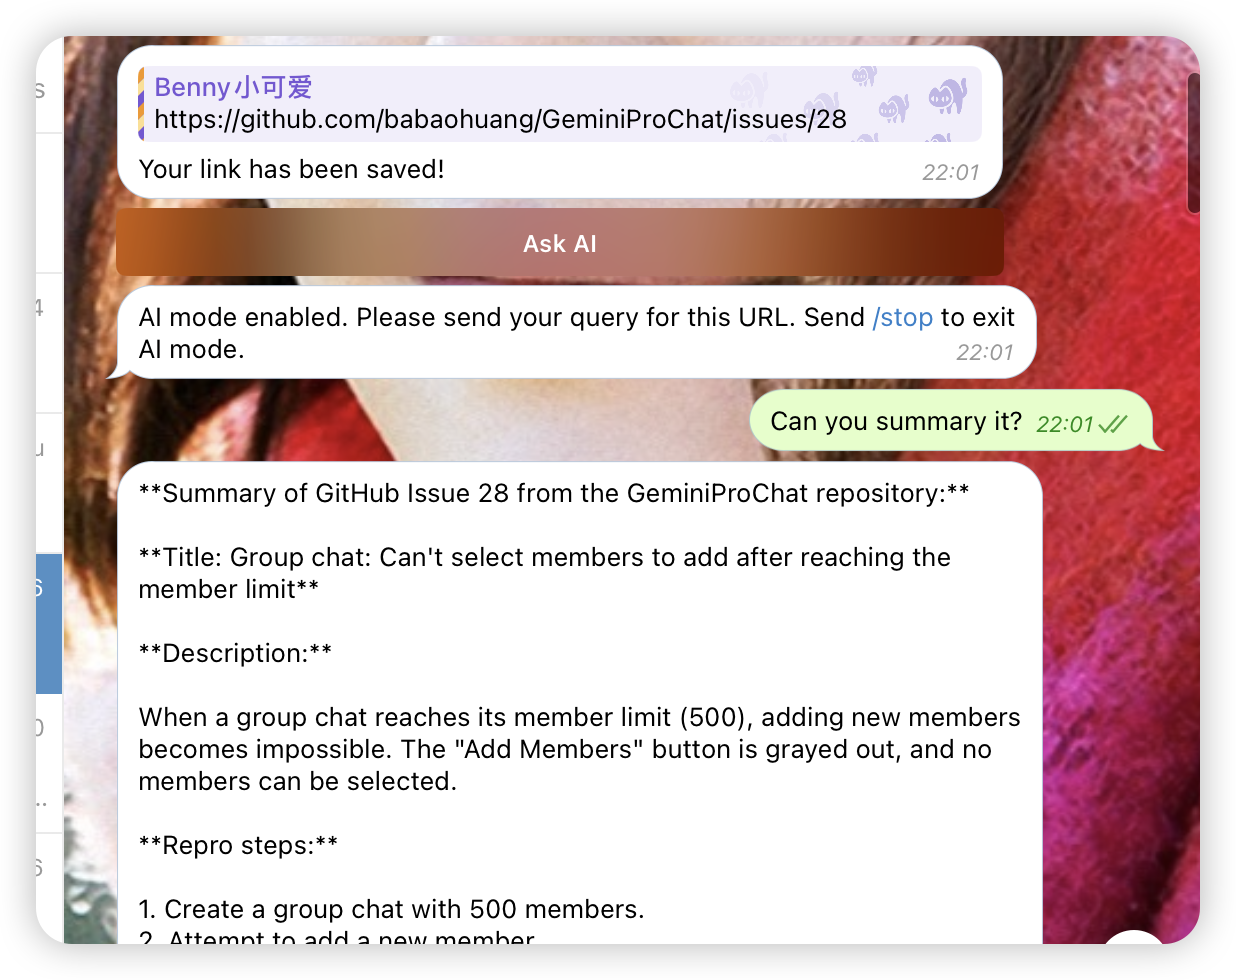 Benny小可爱
https://github.com/babaohuang/GeminiProChat/issues/28
Your link has been saved!
22:01
Ask AI
AI mode enabled. Please send your query for this URL. Send /stop to exit
AI mode.
22:01
Can you summary it? 22:01
**Summary of GitHub Issue 28 from the GeminiProChat repository:**
**Title: Group chat: Can't select members to add after reaching the
member limit**
**Description:**
When a group chat reaches its member limit (500), adding new members
becomes impossible. The "Add Members" button is grayed out, and no
members can be selected.
**Repro steps:**
1. Create a group chat with 500 members.
2. Attempt to add a new member.